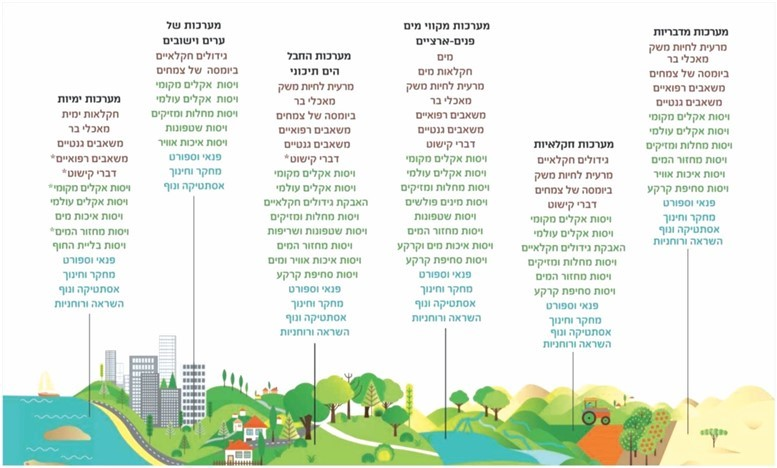 מערכות מדבריות
מרעית לחיות משק
מאכלי בר
ביומסה של צמחים
משאבים רפואיים
משאבים גנטיים
ויסות אקלים מקומי
ויסות אקלים עולמי
ויסות מחלות ומזיקים
ויסות מחזור המים
ויסות איכות אוויר
ויסות סחיפת קרקע
פנאי וספורט
מחקר וחינוך
אסתטיקה ונוף
השראה ורוחניות
מערכות חקלאיות
גידולים חקלאיים
מרעית לחיות משק
ביומסה של צמחים
דברי קישוט
ויסות אקלים מקומי
ויסות אקלים עולמי
האבקת גידולים חקלאיים
ויסות מחלות ומזיקים
ויסות מחזור המים
ויסות סחיפת קרקע
פנאי וספורט
מחקר וחינוך
אסתטיקה ונוף
השראה ורוחניות
מערכות מקווי מים
פנים-ארציים
מים
חקלאות מים
מרעית לחיות משק
מאכלי בר
משאבים רפואיים
משאבים גנטיים
דברי קישוט
ויסות אקלים מקומי
ויסות אקלים עולמי
ויסות מחלות ומזיקים
ויסות מינים פולשים
ויסות שטפונות
ויסות מחזור המים
ויסות איכות מים וקרקע
ויסות סחיפת קרקע
פנאי וספורט
מחקר וחינוך
אסתטיקה ונוף
השראה ורוחניות
מערכות החבל
הים תיכוני
מרעית לחיות משק
מאכלי בר
ביומסה של צמחים
משאבים רפואיים
משאבים גנטיים
דברי קישוט*
ויסות אקלים מקומי
ויסות אקלים עולמי
האבקת גידולים חקלאיים
ויסות מחלות ומזיקים
ויסות שטפונות ושריפות
ויסות מחזור המים
ויסות איכות אוויר ומים
ויסות סחיפת קרקע
פנאי וספורט
מחקר וחינוך
אסתטיקה ונוף
השראה ורוחניות
מערכות של
ערים וישובים
גידולים חקלאיים
ביומסה של צמחים
ויסות אקלים מקומי
ויסות אקלים עולמי
ויסות מחלות ומזיקים
ויסות שטפונות
ויסות איכות אוויר
פנאי וספורט
מחקר וחינוך
אסתטיקה ונוף
מערכות ימיות
חקלאות ימית
מאכלי בר
משאבים גנטיים
משאבים רפואיים*
דברי קישוט*
ויסות אקלים מקומי*
ויסות אקלים עולמי
ויסות איכות מים
ויסות מחזור המים*
ויסות בליית החוף
פנאי וספורט
מחקר וחינוך
אסתטיקה ונוף
השראה ורוחניות